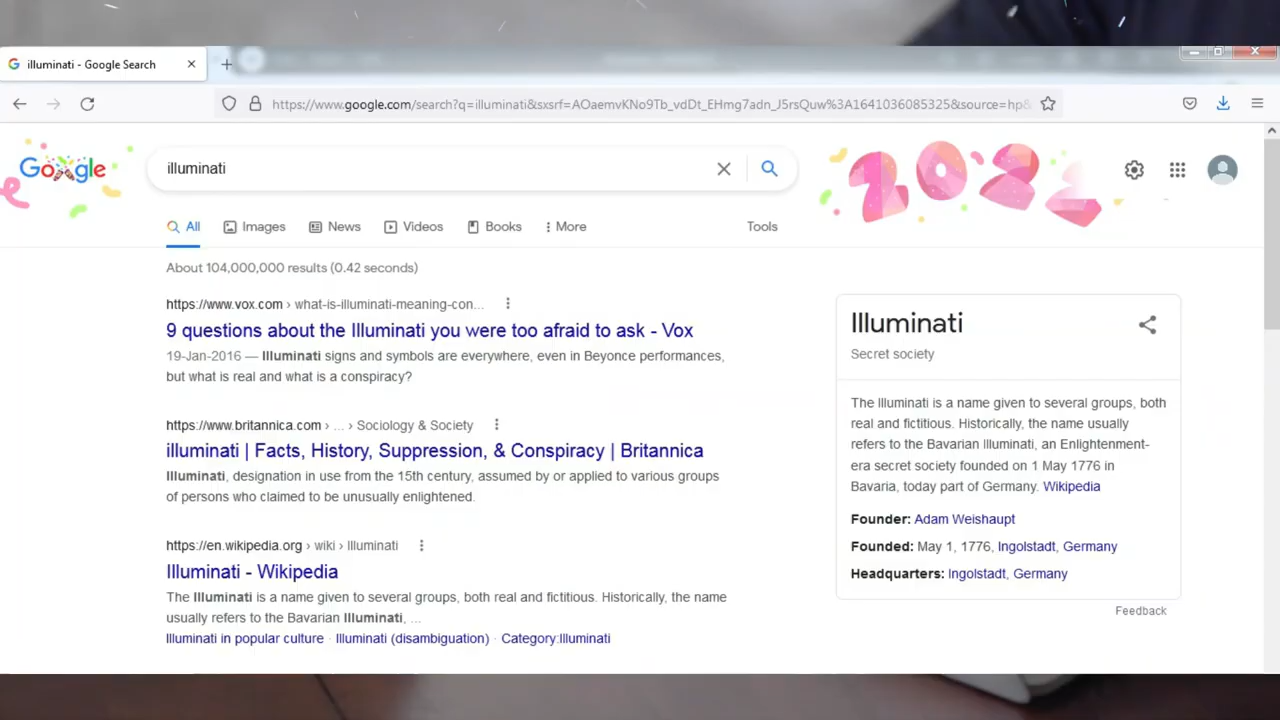 illuminati - Google Search
https://www.google.com/search?q=illuminati&sxsrf=AOaemvKNo9Tb_vdDt_EHmg7adn_J5rsQuw%3A1641036085325&source=hp&
Google
illuminati
2022
All
Images
News
Videos
Books
More
Tools
About 104,000,000 results (0.42 seconds)
https://www.vox.com › what-is-illuminati-meaning-con...
9 questions about the Illuminati you were too afraid to ask - Vox
19-Jan-2016 — Illuminati signs and symbols are everywhere, even in Beyonce performances,
but what is real and what is a conspiracy?
https://www.britannica.com › ... › Sociology & Society
illuminati | Facts, History, Suppression, & Conspiracy | Britannica
Illuminati, designation in use from the 15th century, assumed by or applied to various groups
of persons who claimed to be unusually enlightened.
https://en.wikipedia.org › wiki › Illuminati
Illuminati - Wikipedia
The Illuminati is a name given to several groups, both real and fictitious. Historically, the name
usually refers to the Bavarian Illuminati, ...
Illuminati in popular culture · Illuminati (disambiguation) · Category:Illuminati
Illuminati
Secret society
The Illuminati is a name given to several groups, both
real and fictitious. Historically, the name usually
refers to the Bavarian Illuminati, an Enlightenment-
era secret society founded on 1 May 1776 in
Bavaria, today part of Germany. Wikipedia
Founder: Adam Weishaupt
Founded: May 1, 1776, Ingolstadt, Germany
Headquarters: Ingolstadt, Germany
Feedback